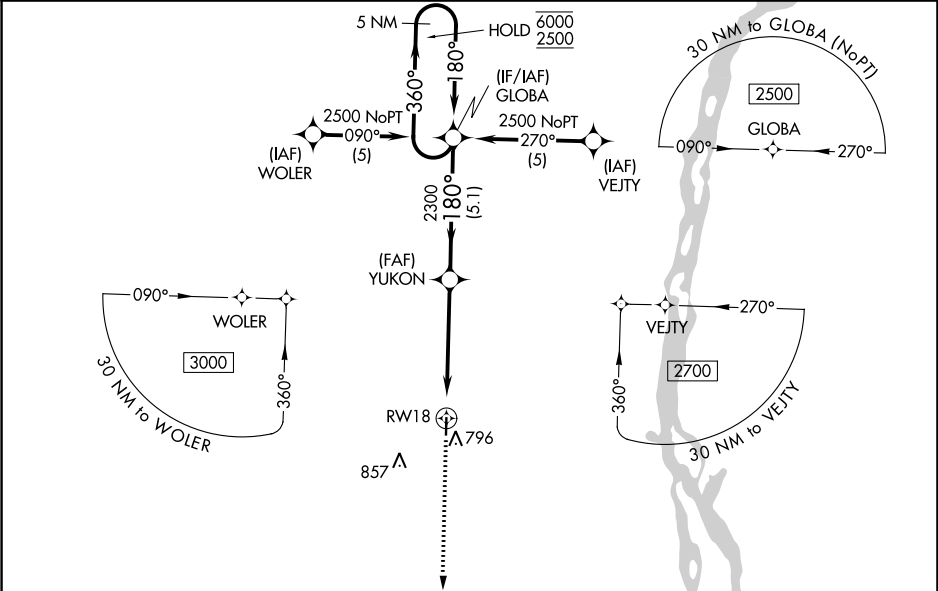 5 NM
HOLD 6000
2500
360°
180°
(IF/IAF)
GLOBA
2500 NoPT
090°
(5)
(IAF)
WOLER
2500 NoPT
270°
(5)
(IAF)
VEJTY
2300
180°
(5.1)
(FAF)
YUKON
RW18
796
857
30 NM to GLOBA (NoPT)
2500
GLOBA
090°
270°
090°
WOLER
3000
360°
30 NM to WOLER
270°
VEJTY
2700
360°
30 NM to VEJTY